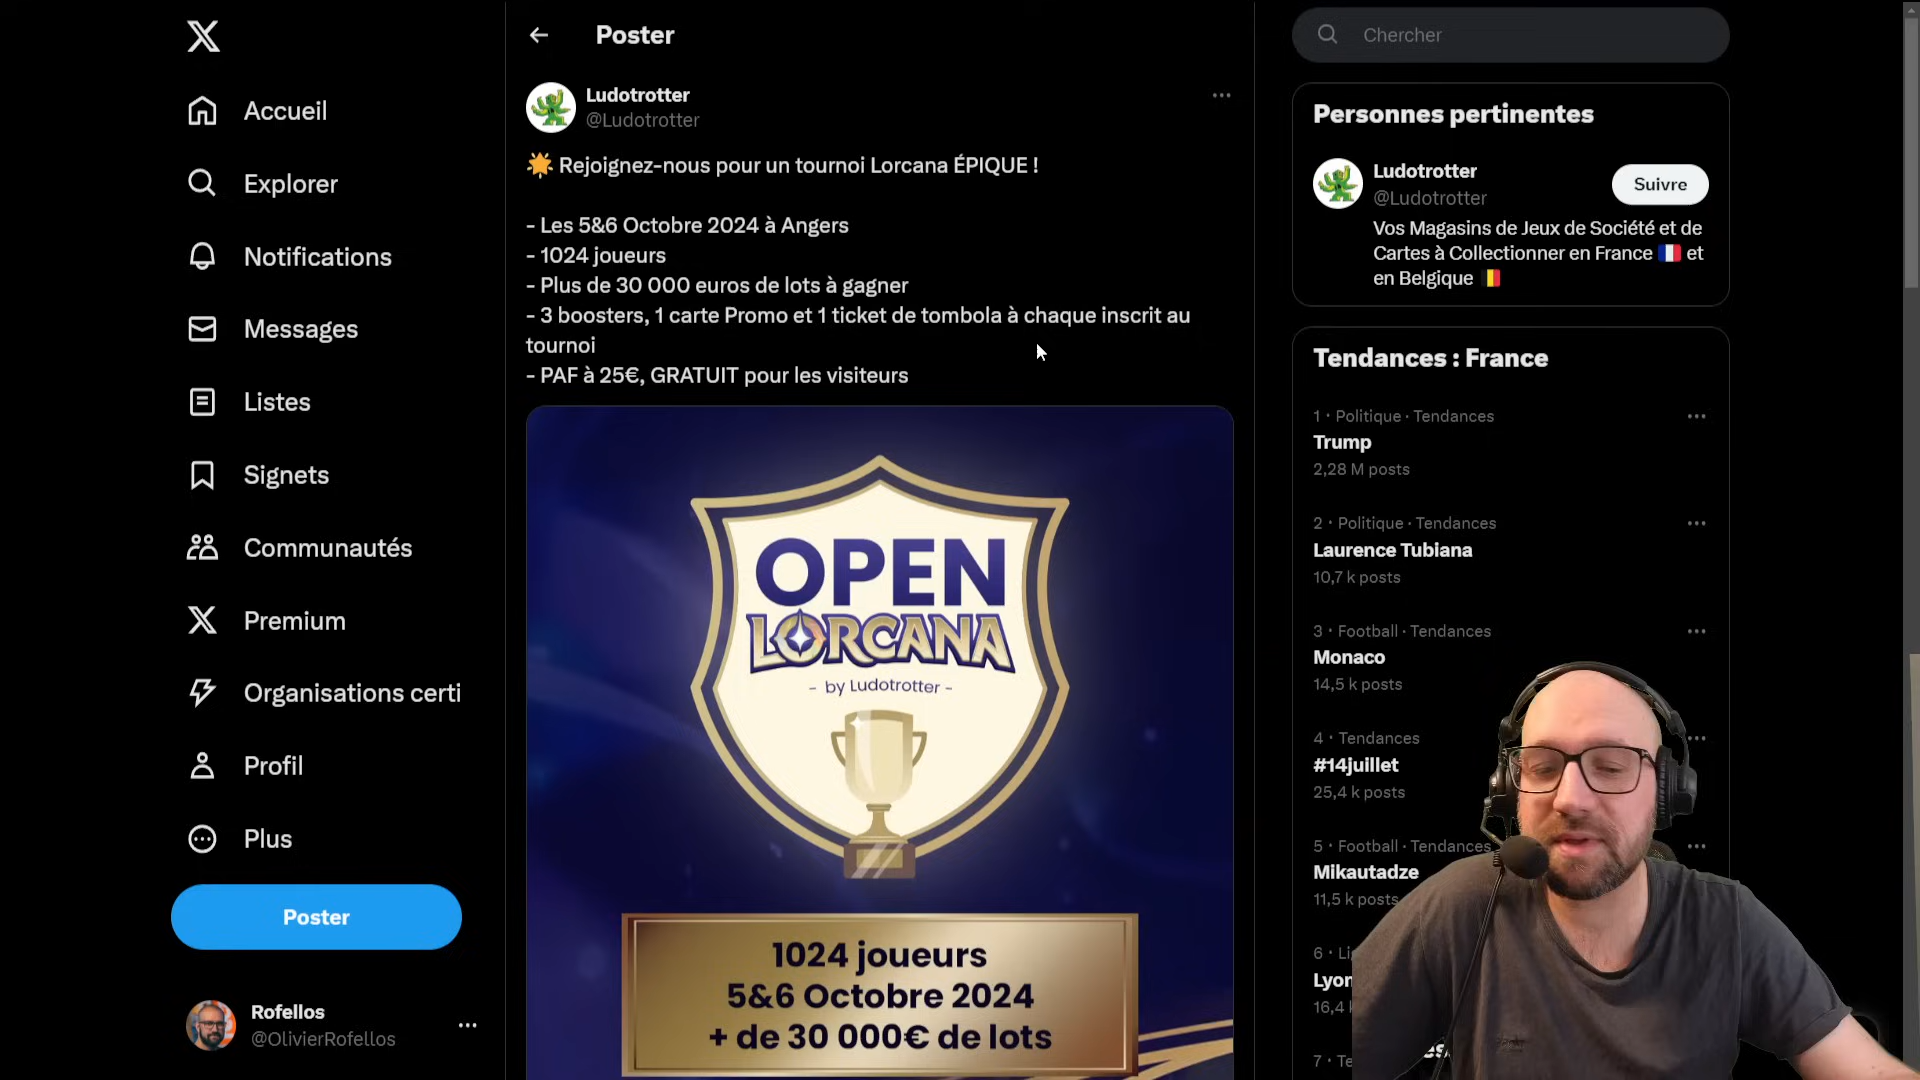 Accueil
Explorer
Notifications
Messages
Listes
Signets
Communautés
Premium
Organisations certi
Profil
Plus
Poster
Rofellos
@OlivierRofellos
Poster
Ludotrotter
@Ludotrotter
Rejoignez-nous pour un tournoi Lorcana ÉPIQUE !
- Les 5&6 Octobre 2024 à Angers
- 1024 joueurs
- Plus de 30 000 euros de lots à gagner
- 3 boosters, 1 carte Promo et 1 ticket de tombola à chaque inscrit au
tournoi
- PAF à 25€, GRATUIT pour les visiteurs
OPEN
LORCANA
- by Ludotrotter -
1024 joueurs
5&6 Octobre 2024
+ de 30 000€ de lots
Chercher
Personnes pertinentes
Ludotrotter
@Ludotrotter
Suivre
Vos Magasins de Jeux de Société et de
Cartes à Collectionner en France 🇫🇷 et
en Belgique 🇧🇪
Tendances : France
1 · Politique · Tendances
Trump
2,28 M posts
2 · Politique · Tendances
Laurence Tubiana
10,7 k posts
3 · Football · Tendances
Monaco
14,5 k posts
4 · Tendances
#14juillet
25,4 k posts
5 · Football · Tendances
Mikautadze
11,5 k posts
6 · Li
Lyon
16,4
7 · Te